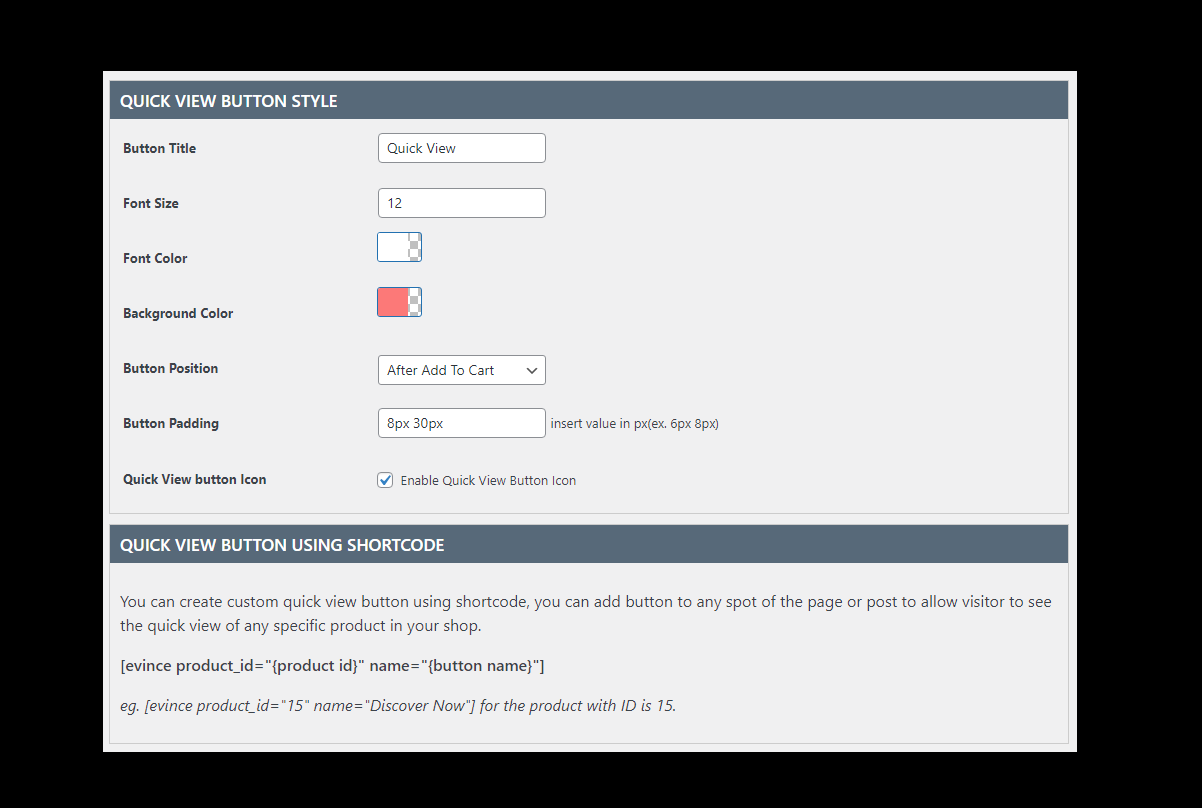 QUICK VIEW BUTTON STYLE
Button Title
Quick View
Font Size
12
Font Color
Background Color
Button Position
After Add To Cart
Button Padding
8px 30px
insert value in px(ex. 6px 8px)
Quick View button Icon
Enable Quick View Button Icon
QUICK VIEW BUTTON USING SHORTCODE
You can create custom quick view button using shortcode, you can add button to any spot of the page or post to allow visitor to see
the quick view of any specific product in your shop.
[evince product_id="{product id}" name="{button name}"]
eg. [evince product_id="15" name="Discover Now"] for the product with ID is 15.